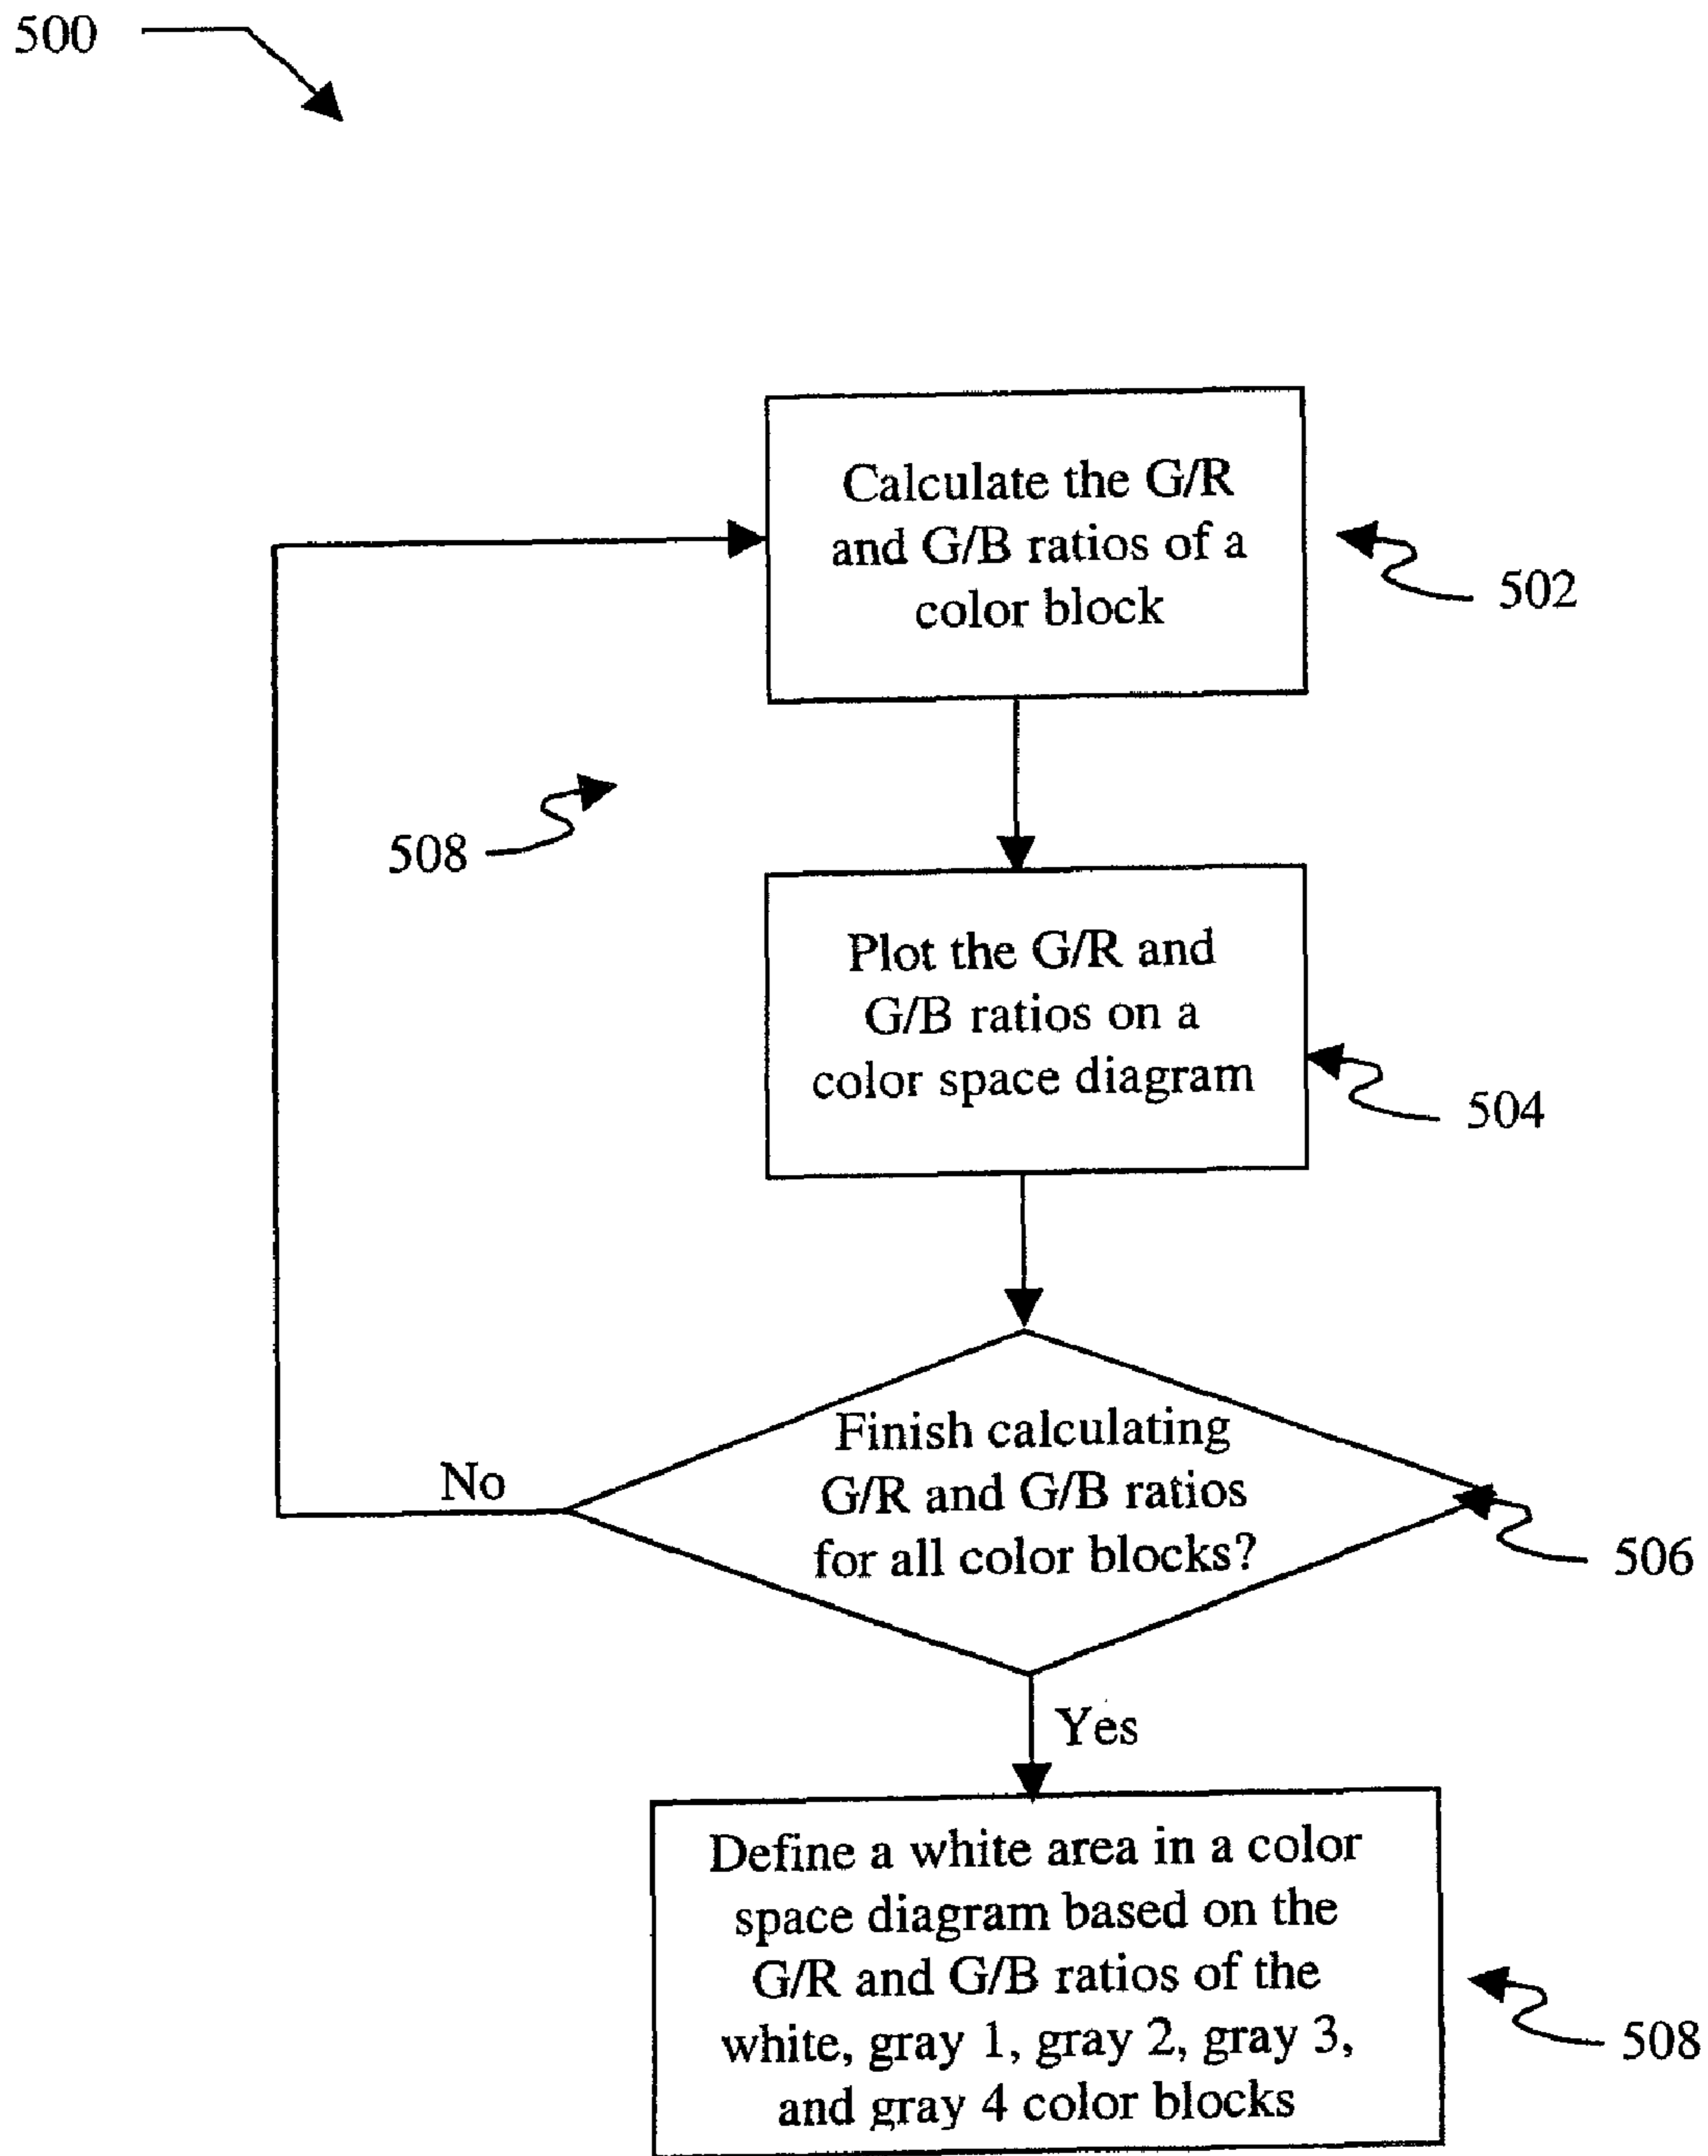 500
Calculate the G/R
and G/B ratios of a
color block
502
508
Plot the G/R and
G/B ratios on a
color space diagram
504
Finish calculating
G/R and G/B ratios
for all color blocks?
No
506
Yes
Define a white area in a color
space diagram based on the
G/R and G/B ratios of the
white, gray 1, gray 2, gray 3,
and gray 4 color blocks
508